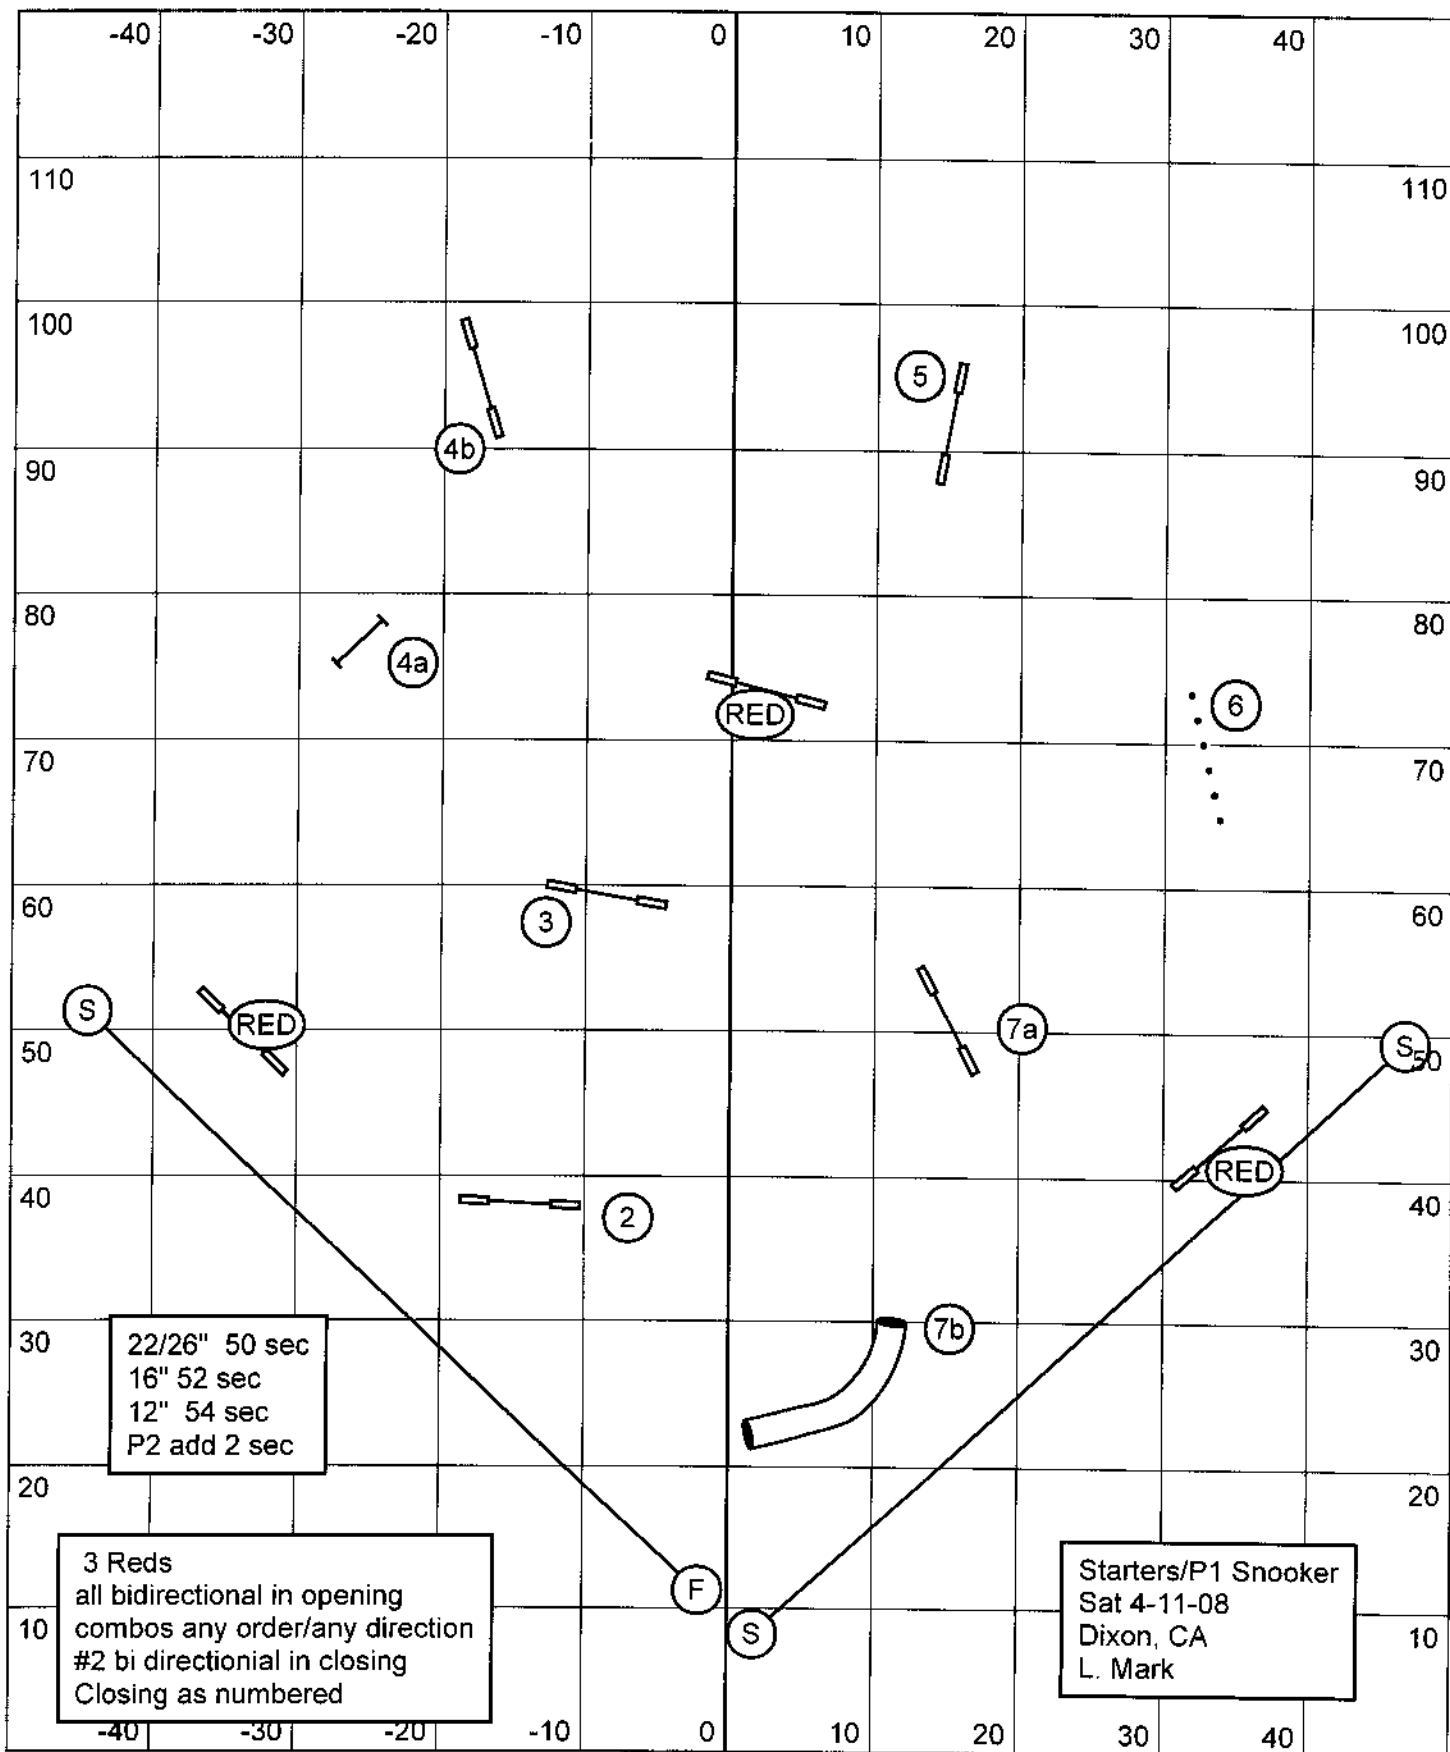 -40 -30 -20 -10 0 10 20 30 40
110 110
100 100
5
4b
90 90
80 80
4a
6
RED
70 70
60 60
3
S RED 7a S
50 50
RED
40 40
2
7b
30 30
22/26" 50 sec
16" 52 sec
12" 54 sec
P2 add 2 sec
20 20
3 Reds
all bidirectional in opening
combos any order/any direction
#2 bi directionial in closing
Closing as numbered
F
S
10 10
Starters/P1 Snooker
Sat 4-11-08
Dixon, CA
L. Mark
-40 -30 -20 -10 0 10 20 30 40